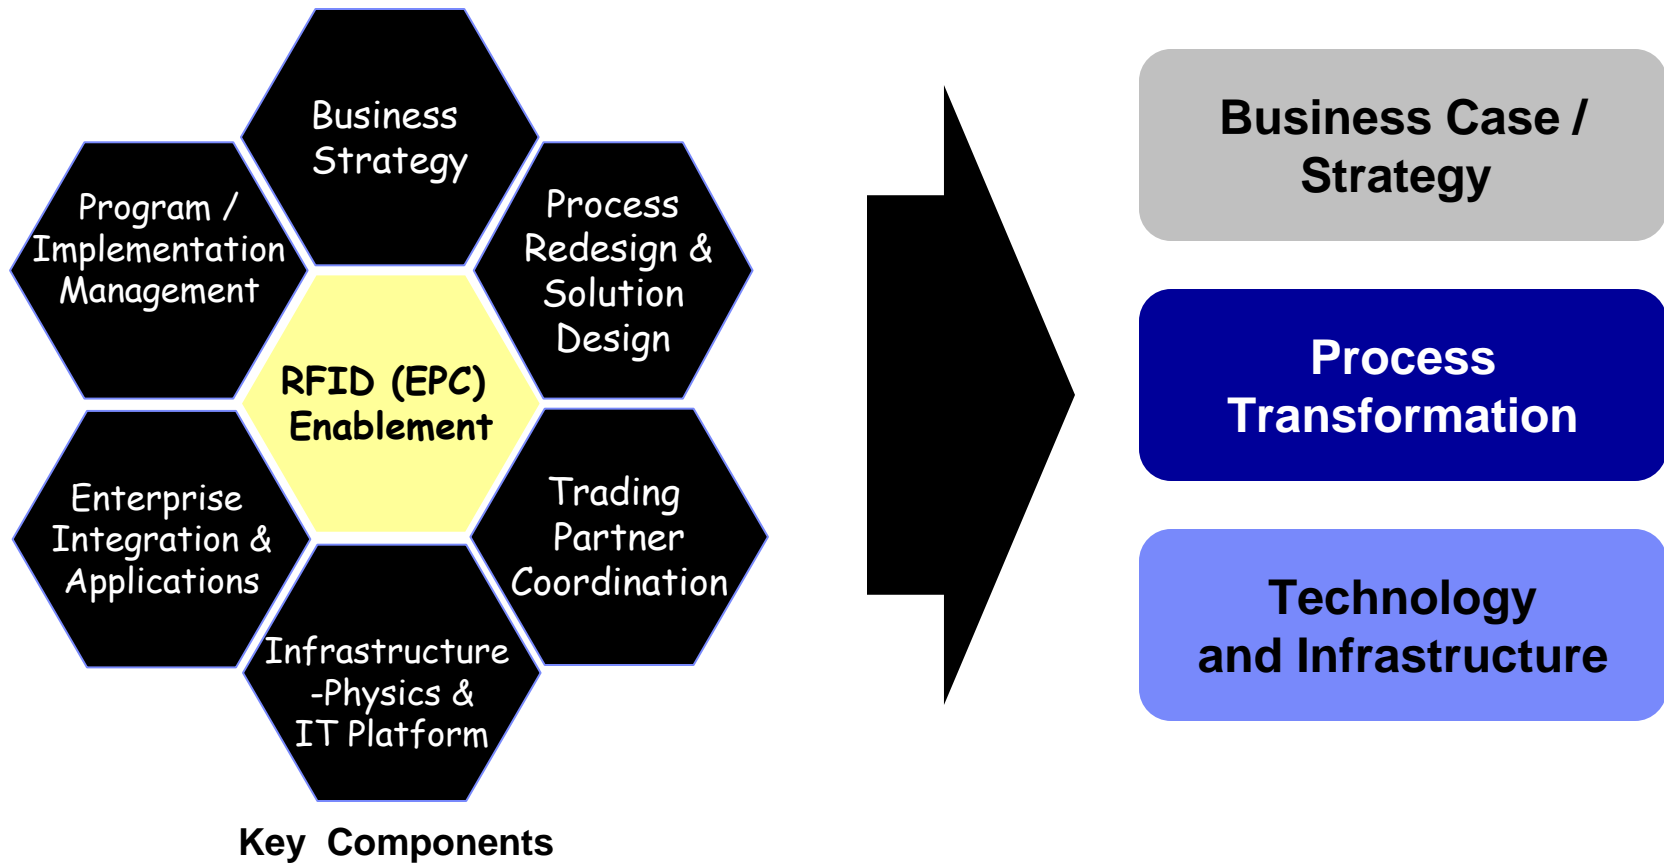 Business
Strategy
Program /
Implementation
Management
Process
Redesign &
Solution
Design
RFID (EPC)
Enablement
Enterprise
Integration &
Applications
Trading
Partner
Coordination
Infrastructure
-Physics &
IT Platform
Key Components
Business Case /
Strategy
Process
Transformation
Technology
and Infrastructure